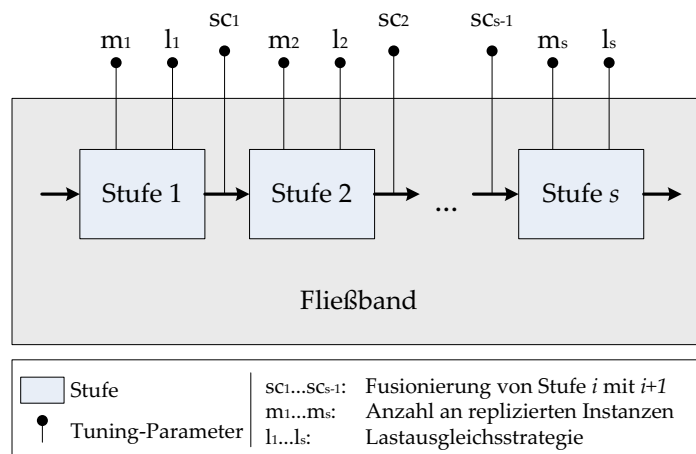 m1 l1 sc1 m2 l2 sc2 scs-1 ms ls
Stufe 1 Stufe 2 ... Stufe s
Fließband
Stufe
Tuning-Parameter
sc1...scs-1: Fusionierung von Stufe i mit i+1
m1...ms: Anzahl an replizierten Instanzen
l1...ls: Lastausgleichsstrategie